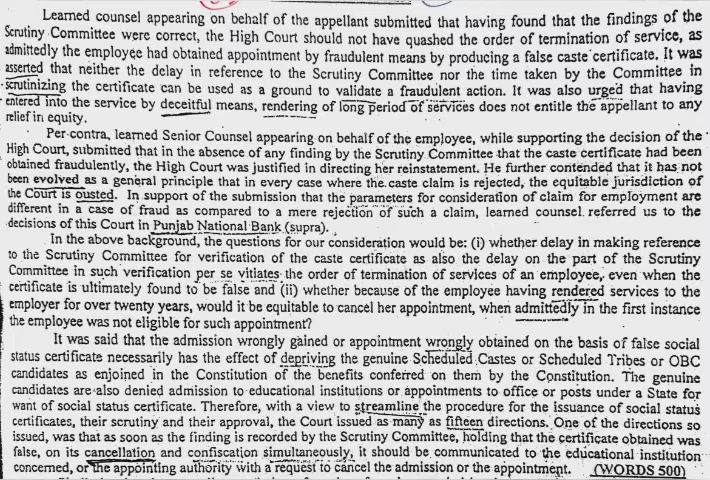 Learned counsel appearing on behalf of the appellant submitted that having found that the findings of the
Scrutiny Committee were correct, the High Court should not have quashed the order of termination of service, as
admittedly the employee had obtained appointment by fraudulent means by producing a false caste certificate. It was
asserted that neither the delay in reference to the Scrutiny Committee nor the time taken by the Committee in
scrutinizing the certificate can be used as a ground to validate a fraudulent action. It was also urged that having
entered into the service by deceitful means, rendering of long period of services does not entitle the appellant to any
relief in equity.
Per contra, learned Senior Counsel appearing on behalf of the employee, while supporting the decision of the
High Court, submitted that in the absence of any finding by the Scrutiny Committee that the caste certificate had been
obtained fraudulently, the High Court was justified in directing her reinstatement. He further contended that it has not
been evolved as a general principle that in every case where the caste claim is rejected, the equitable jurisdiction of
the Court is ousted. In support of the submission that the parameters for consideration of claim for employment are
different in a case of fraud as compared to a mere rejection of such a claim, learned counsel referred us to the
decisions of this Court in Punjab National Bank (supra).
In the above background, the questions for our consideration would be: (i) whether delay in making reference
to the Scrutiny Committee for verification of the caste certificate as also the delay on the part of the Scrutiny
Committee in such verification per se vitiates the order of termination of services of an employee, even when the
certificate is ultimately found to be false and (ii) whether because of the employee having rendered services to the
employer for over twenty years, would it be equitable to cancel her appointment, when admittedly in the first instance
the employee was not eligible for such appointment?
It was said that the admission wrongly gained or appointment wrongly obtained on the basis of false social
status certificate necessarily has the effect of depriving the genuine Scheduled Castes or Scheduled Tribes or OBC
candidates as enjoined in the Constitution of the benefits conferred on them by the Constitution. The genuine
candidates are also denied admission to educational institutions or appointments to office or posts under a State for
want of social status certificate. Therefore, with a view to streamline the procedure for the issuance of social status
certificates, their scrutiny and their approval, the Court issued as many as fifteen directions. One of the directions so
issued, was that as soon as the finding is recorded by the Scrutiny Committee, holding that the certificate obtained was
false, on its cancellation and confiscation simultaneously, it should be communicated to the educational institution
concerned, or the appointing authority with a request to cancel the admission or the appointment. (WORDS 500)